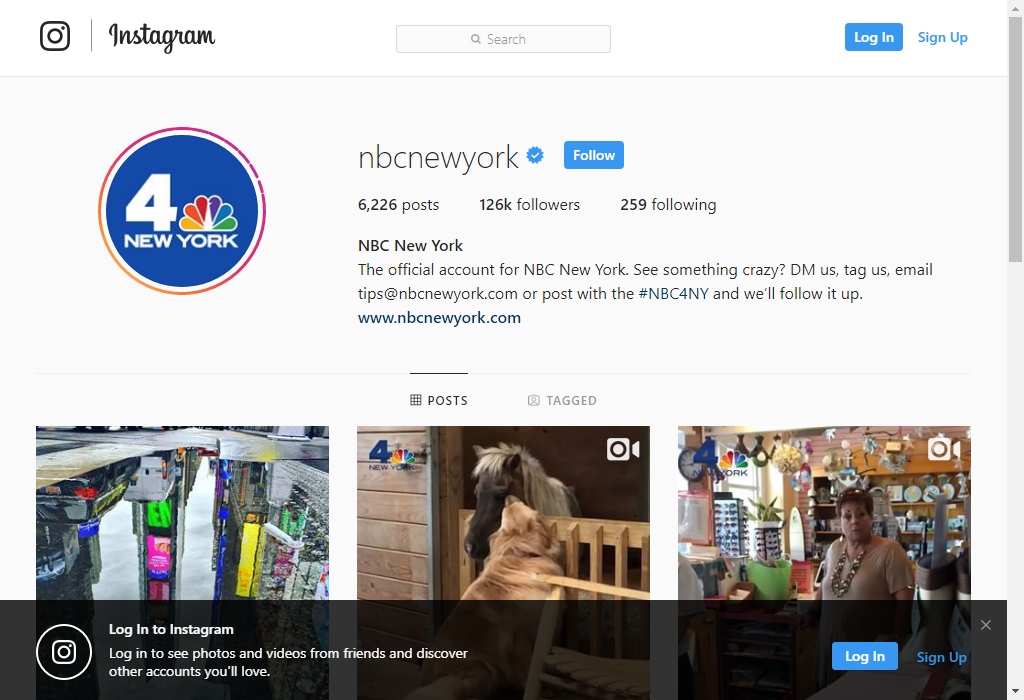 Instagram
Search
Log In
Sign Up
4
NEW YORK
nbcnewyork
Follow
6,226 posts
126k followers
259 following
NBC New York
The official account for NBC New York. See something crazy? DM us, tag us, email
tips@nbcnewyork.com or post with the #NBC4NY and we’ll follow it up.
www.nbcnewyork.com
POSTS
TAGGED
4
NEW YORK
4
NEW YORK
Log In to Instagram
Log in to see photos and videos from friends and discover
other accounts you'll love.
Log In
Sign Up